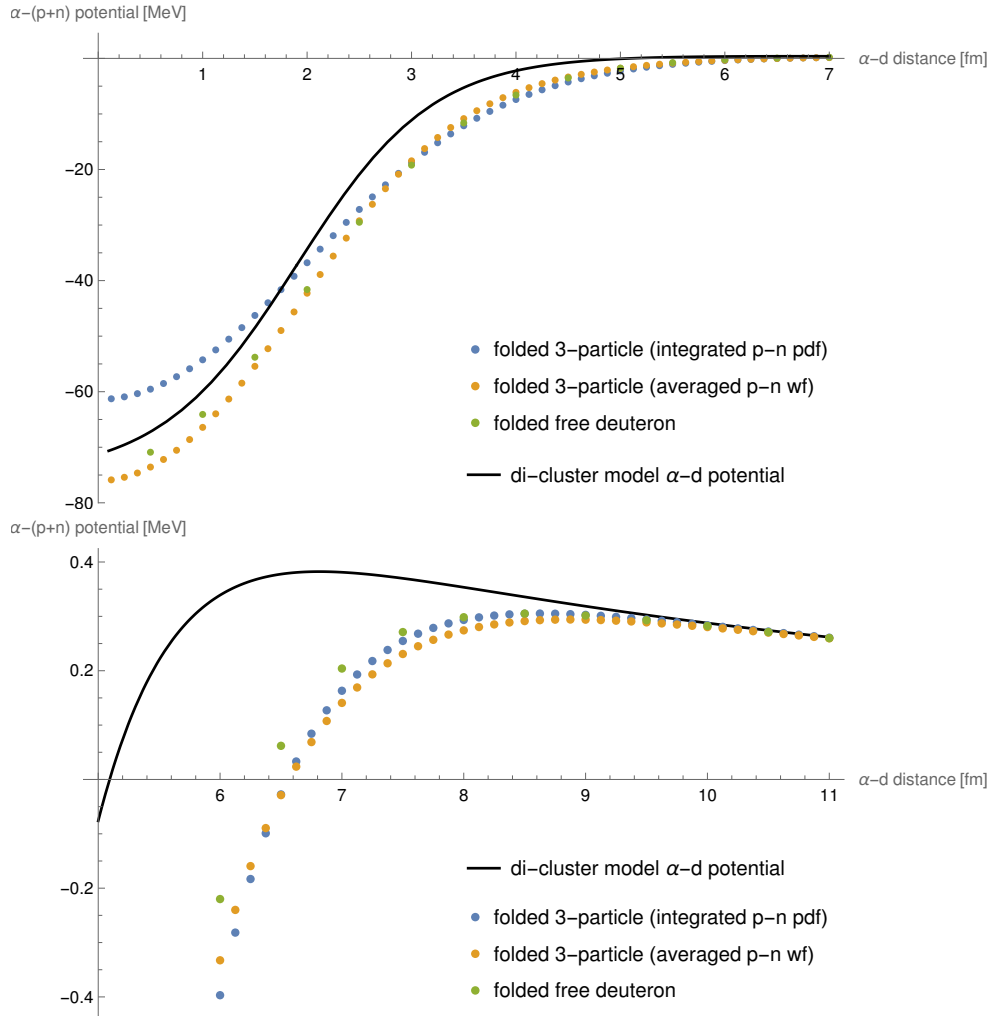 α−(p+n) potential [MeV]
α−d distance [fm]
1 2 3 4 5 6 7
−20
−40
−60
−80
folded 3−particle (integrated p−n pdf)
folded 3−particle (averaged p−n wf)
folded free deuteron
di−cluster model α−d potential
α−(p+n) potential [MeV]
0.4
0.2
α−d distance [fm]
6 7 8 9 10 11
−0.2
−0.4
di−cluster model α−d potential
folded 3−particle (integrated p−n pdf)
folded 3−particle (averaged p−n wf)
folded free deuteron